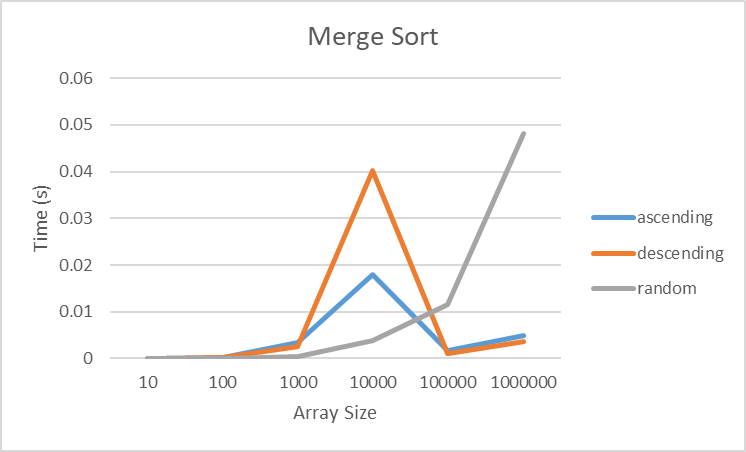 Merge Sort
0.06
0.05
0.04
0.03
0.02
0.01
0
Time (s)
10 100 1000 10000 100000 1000000
Array Size
ascending
descending
random